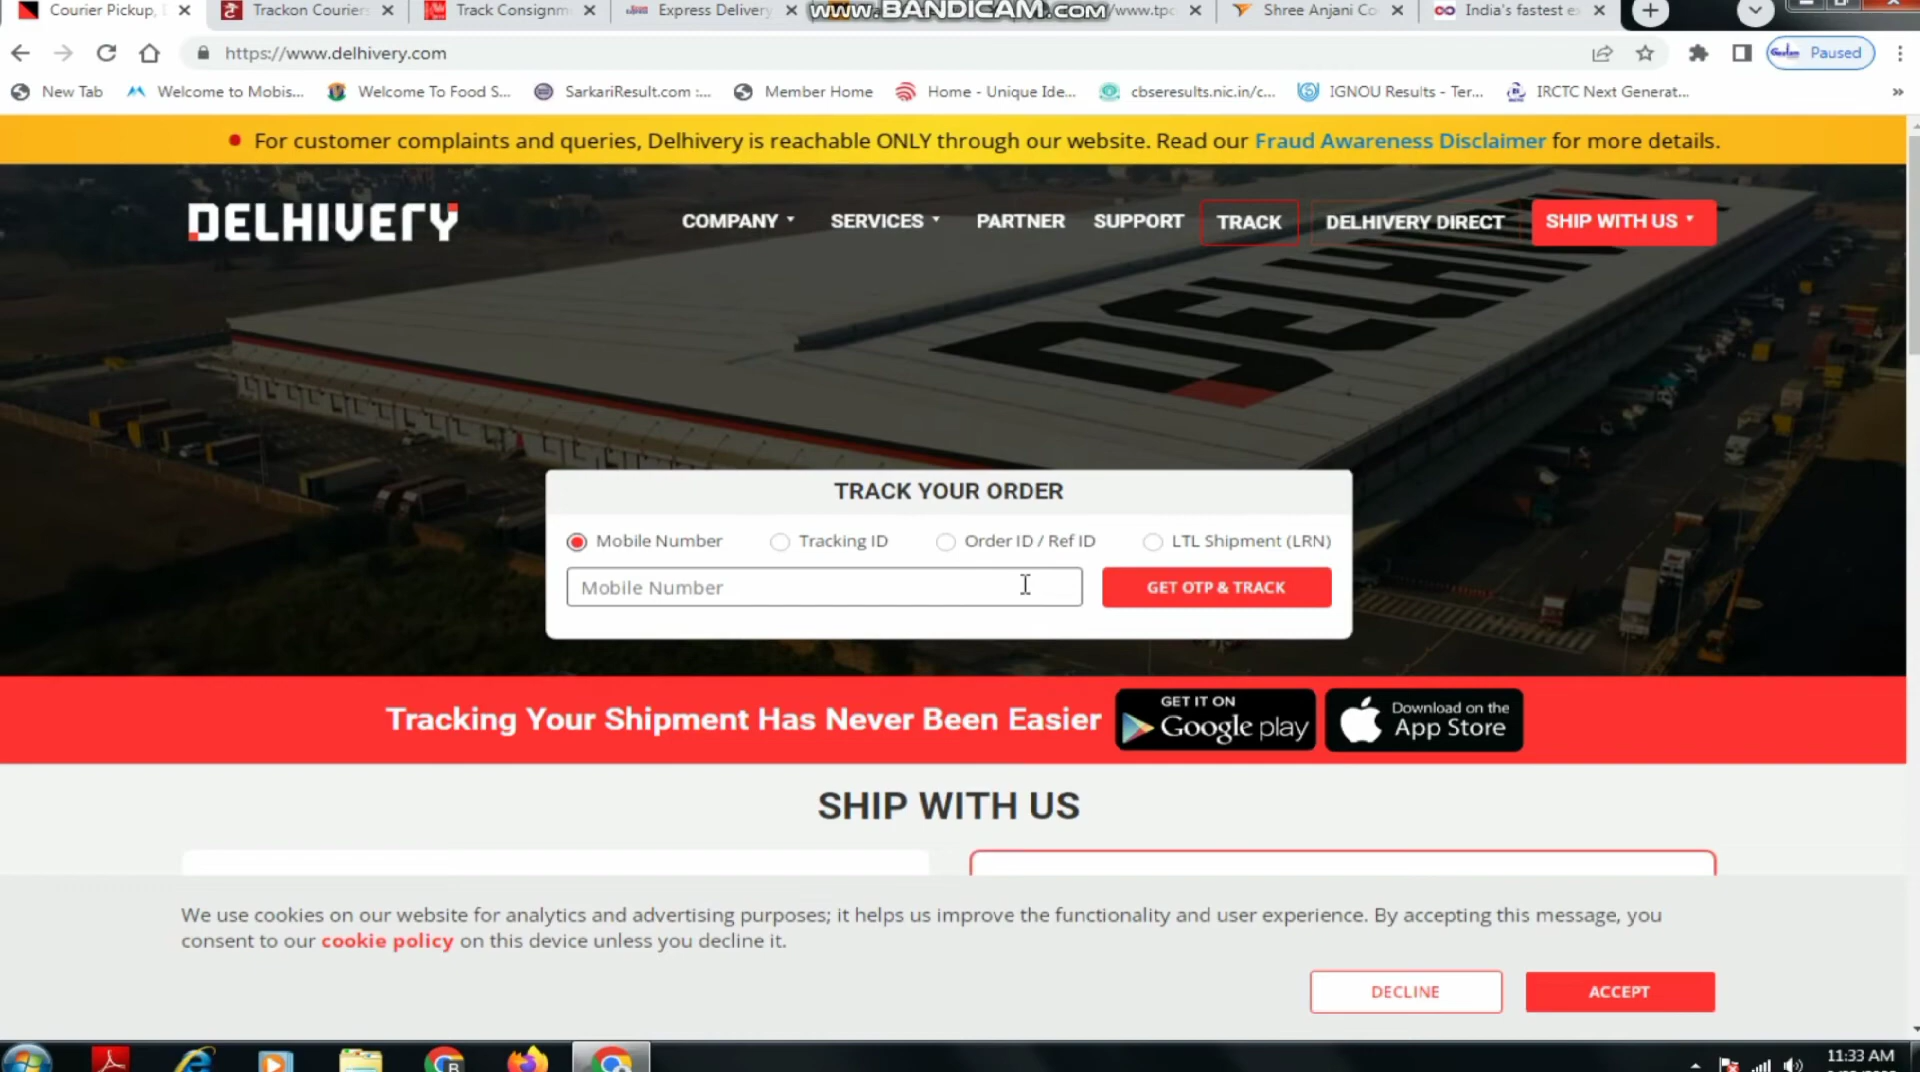 Courier Pickup,
Trackon Couriers
Track Consignm
Express Delivery
www.BANDICAM.com
/www.tpc
Shree Anjani Co
India's fastest e
https://www.delhivery.com
Paused
New Tab
Welcome to Mobis...
Welcome To Food S...
SarkariResult.com :...
Member Home
Home - Unique Ide...
cbseresults.nic.in/c...
IGNOU Results - Ter...
IRCTC Next Generat...
»
For customer complaints and queries, Delhivery is reachable ONLY through our website. Read our Fraud Awareness Disclaimer for more details.
DELHIVERY
COMPANY
SERVICES
PARTNER
SUPPORT
TRACK
DELHIVERY DIRECT
SHIP WITH US
TRACK YOUR ORDER
Mobile Number
Tracking ID
Order ID / Ref ID
LTL Shipment (LRN)
Mobile Number
GET OTP & TRACK
Tracking Your Shipment Has Never Been Easier
GET IT ON
Google play
Download on the
App Store
SHIP WITH US
We use cookies on our website for analytics and advertising purposes; it helps us improve the functionality and user experience. By accepting this message, you
consent to our cookie policy on this device unless you decline it.
DECLINE
ACCEPT
11:33 AM